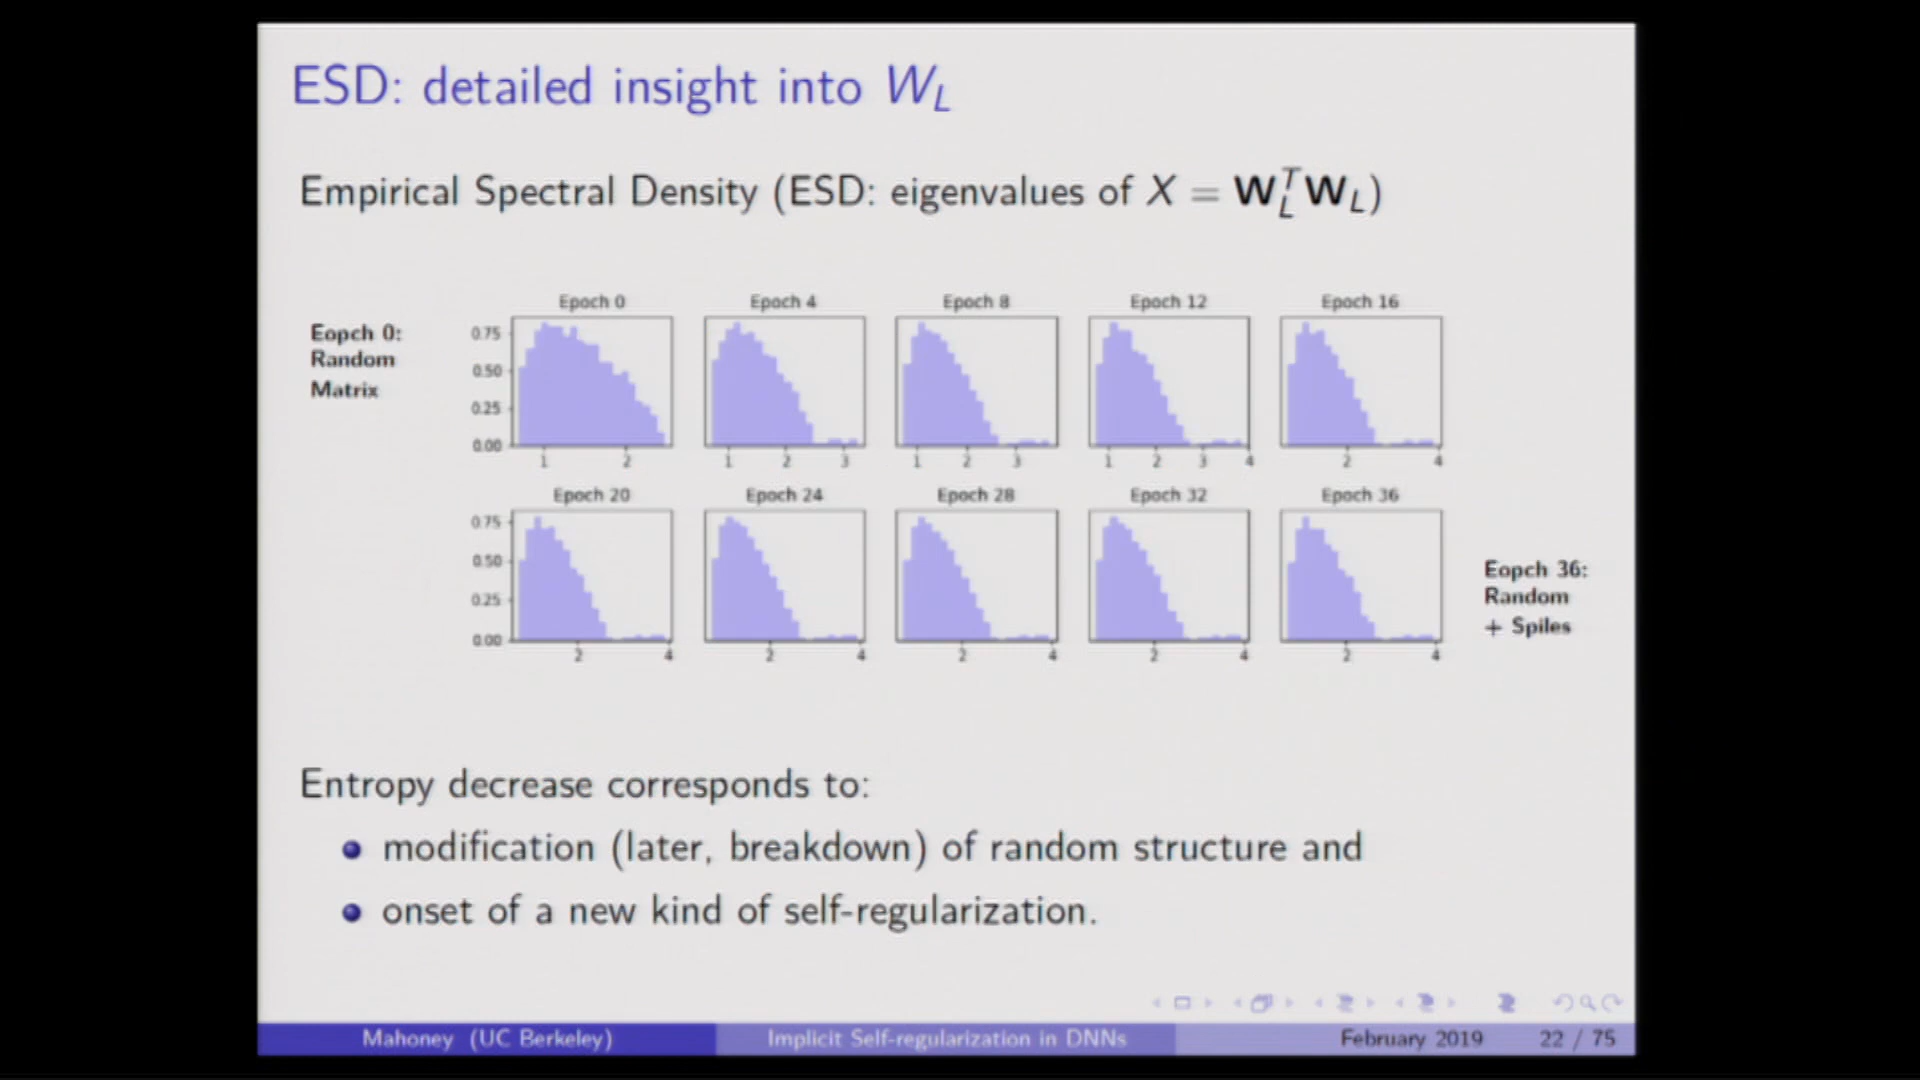 ESD: detailed insight into W_L
Empirical Spectral Density (ESD: eigenvalues of X = W_L^T W_L)
Epoch 0 Epoch 4 Epoch 8 Epoch 12 Epoch 16
Eopch 0:
Random
Matrix
0.75
0.50
0.25
0.00
1 2 1 2 3 1 2 3 1 2 3 4 2 4
Epoch 20 Epoch 24 Epoch 28 Epoch 32 Epoch 36
0.75
0.50
0.25
0.00
2 4 2 4 2 4 2 4 2 4
Eopch 36:
Random
+ Spiles
Entropy decrease corresponds to:
modification (later, breakdown) of random structure and
onset of a new kind of self-regularization.
Mahoney (UC Berkeley) Implicit Self-regularization in DNNs February 2019 22 / 75